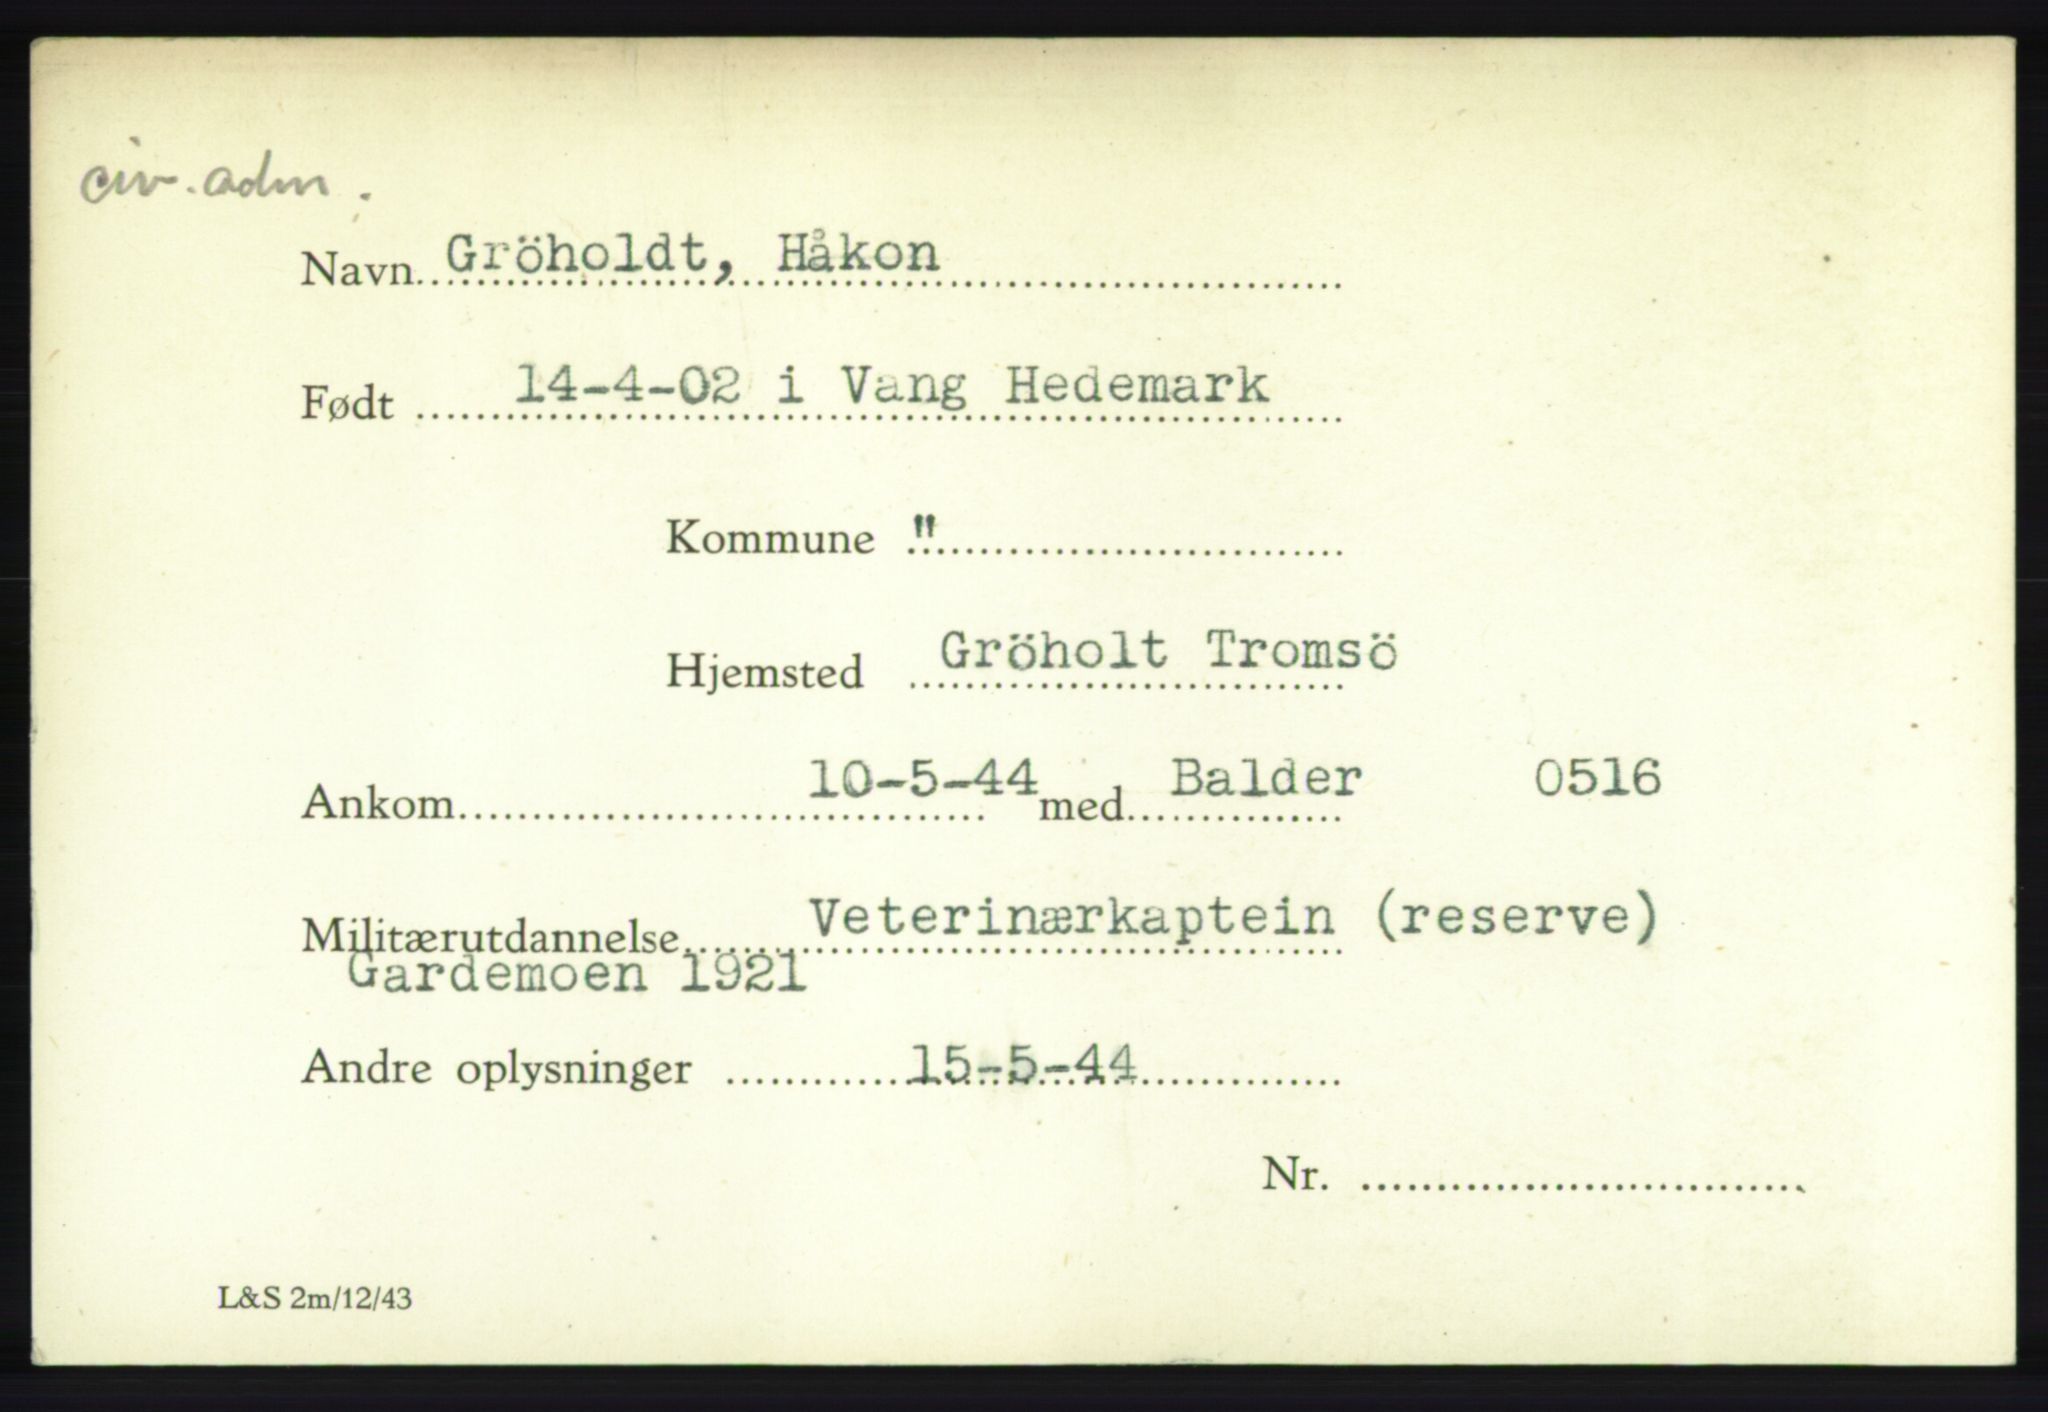 civ. adm.
Navn Gröholdt, Håkon
Født 14-4-02 i Vang Hedemark
Kommune "
Hjemsted Gröholt Tromsö
Ankom 10-5-44 med Balder 0516
Militærutdannelse Veterinærkaptein (reserve)
Gardemoen 1921
Andre oplysninger 15-5-44
Nr.
L&S 2m/12/43